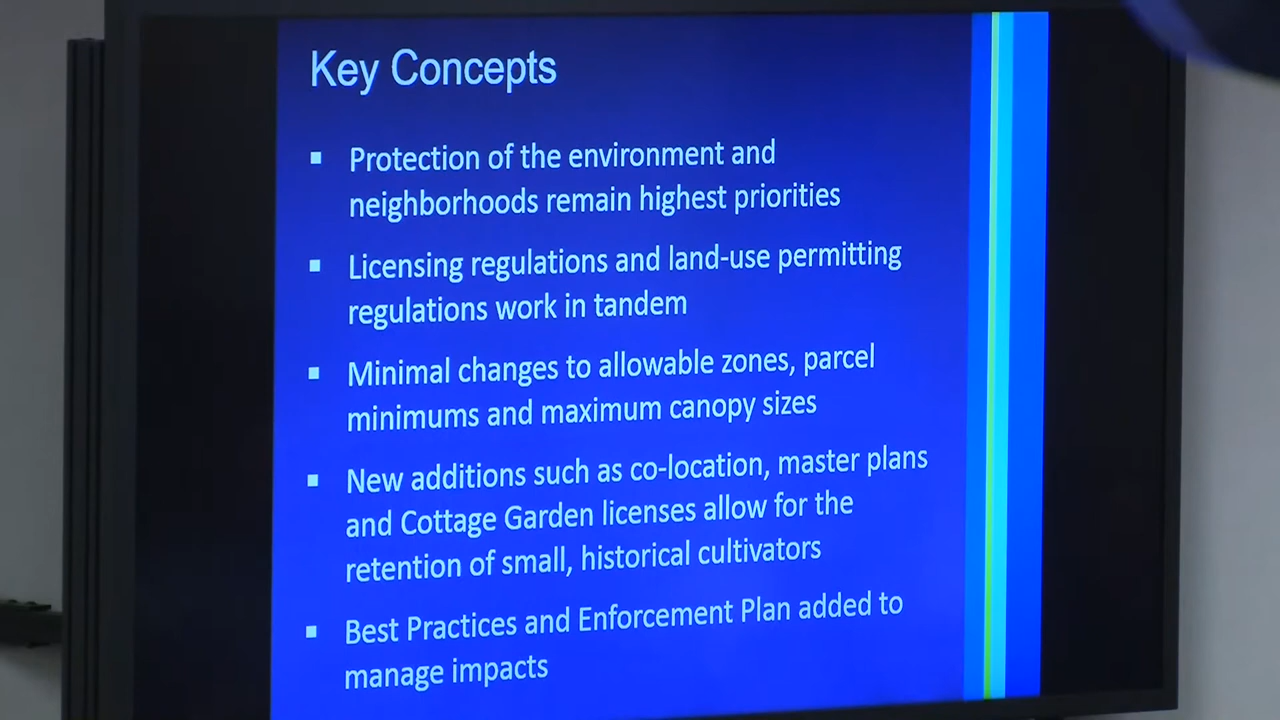 Key Concepts
▪ Protection of the environment and
neighborhoods remain highest priorities
▪ Licensing regulations and land-use permitting
regulations work in tandem
▪ Minimal changes to allowable zones, parcel
minimums and maximum canopy sizes
▪ New additions such as co-location, master plans
and Cottage Garden licenses allow for the
retention of small, historical cultivators
▪ Best Practices and Enforcement Plan added to
manage impacts